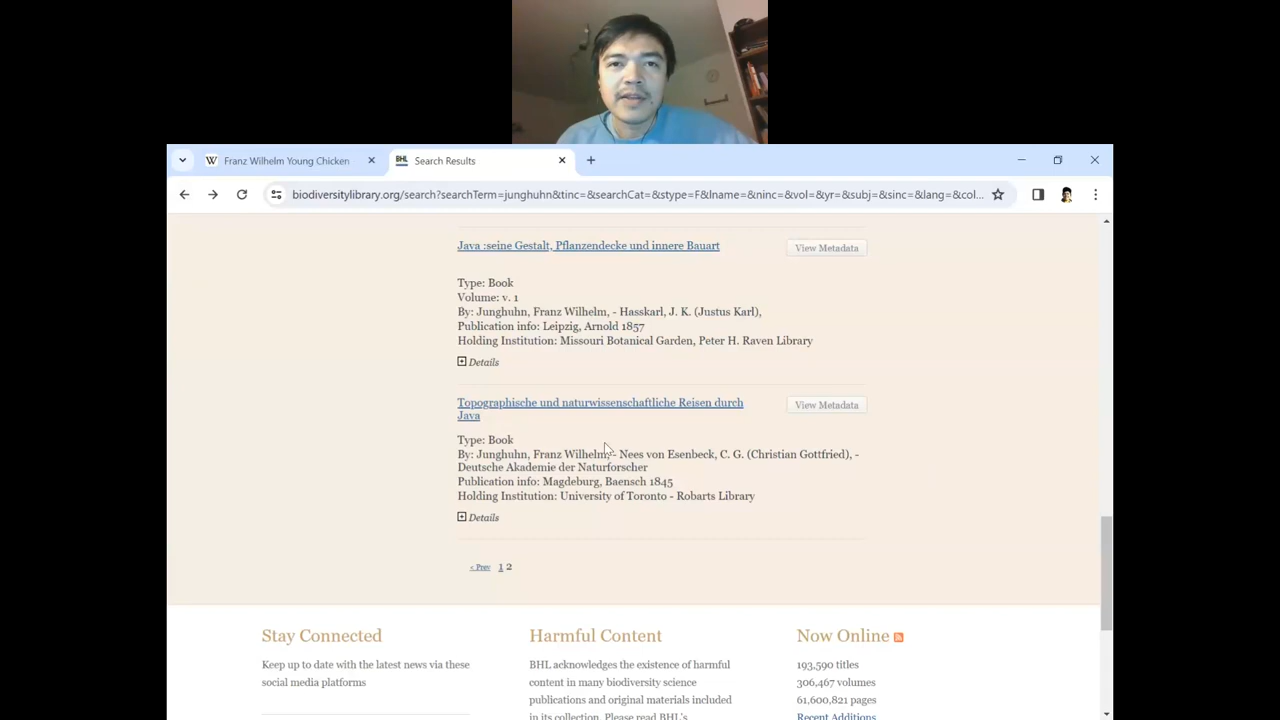 Franz Wilhelm Young Chicken
BHL Search Results
biodiversitylibrary.org/search?searchTerm=junghuhn&tinc=&searchCat=&stype=F&lname=&ninc=&vol=&yr=&subj=&sinc=&lang=&col...
Java :seine Gestalt, Pflanzendecke und innere Bauart
View Metadata
Type: Book
Volume: v. 1
By: Junghuhn, Franz Wilhelm, - Hasskarl, J. K. (Justus Karl),
Publication info: Leipzig, Arnold 1857
Holding Institution: Missouri Botanical Garden, Peter H. Raven Library
Details
Topographische und naturwissenschaftliche Reisen durch
Java
View Metadata
Type: Book
By: Junghuhn, Franz Wilhelm, - Nees von Esenbeck, C. G. (Christian Gottfried), -
Deutsche Akademie der Naturforscher
Publication info: Magdeburg, Baensch 1845
Holding Institution: University of Toronto - Robarts Library
Details
< Prev 1 2
Stay Connected
Keep up to date with the latest news via these
social media platforms
Harmful Content
BHL acknowledges the existence of harmful
content in many biodiversity science
publications and original materials included
in its collection. Please read BHL's
Now Online
193,590 titles
306,467 volumes
61,600,821 pages
Recent Additions